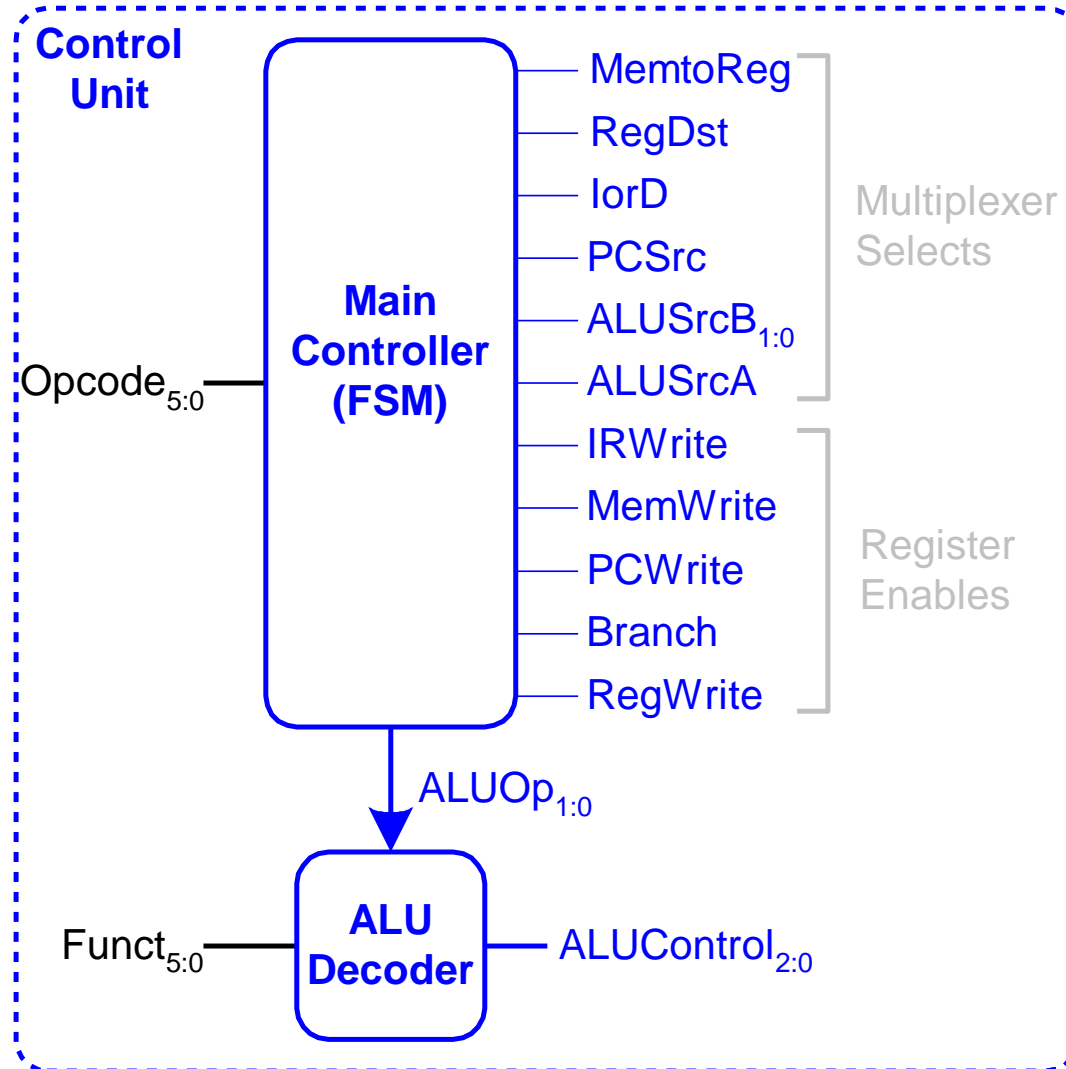 Control
Unit
MemtoReg
RegDst
IorD
PCSrc
ALUSrcB1:0
ALUSrcA
Multiplexer
Selects
Main
Controller
(FSM)
Opcode5:0
IRWrite
MemWrite
PCWrite
Branch
RegWrite
Register
Enables
ALUOp1:0
ALU
Decoder
Funct5:0
ALUControl2:0